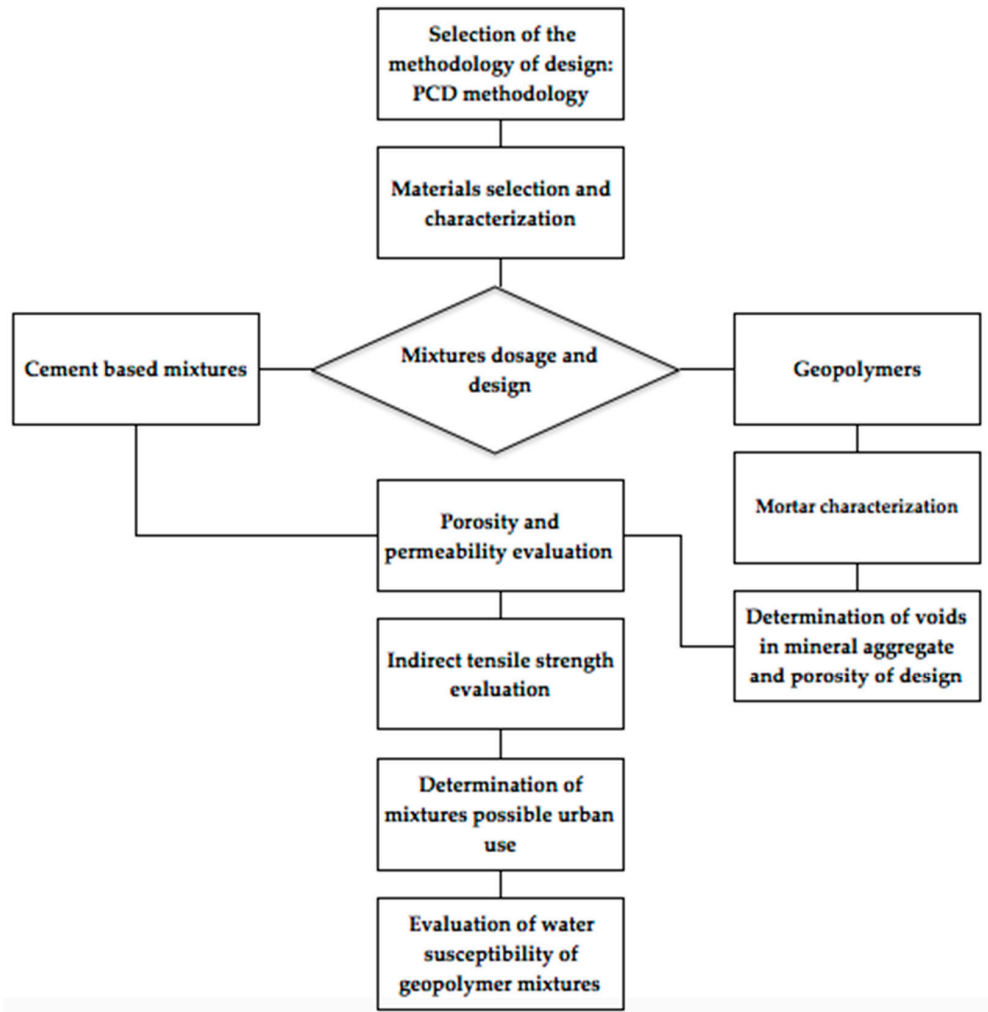 Selection of the
methodology of design:
PCD methodology
Materials selection and
characterization
Cement based mixtures
Mixtures dosage and
design
Geopolymers
Mortar characterization
Porosity and
permeability evaluation
Determination of voids
in mineral aggregate
and porosity of design
Indirect tensile strength
evaluation
Determination of
mixtures possible urban
use
Evaluation of water
susceptibility of
geopolymer mixtures